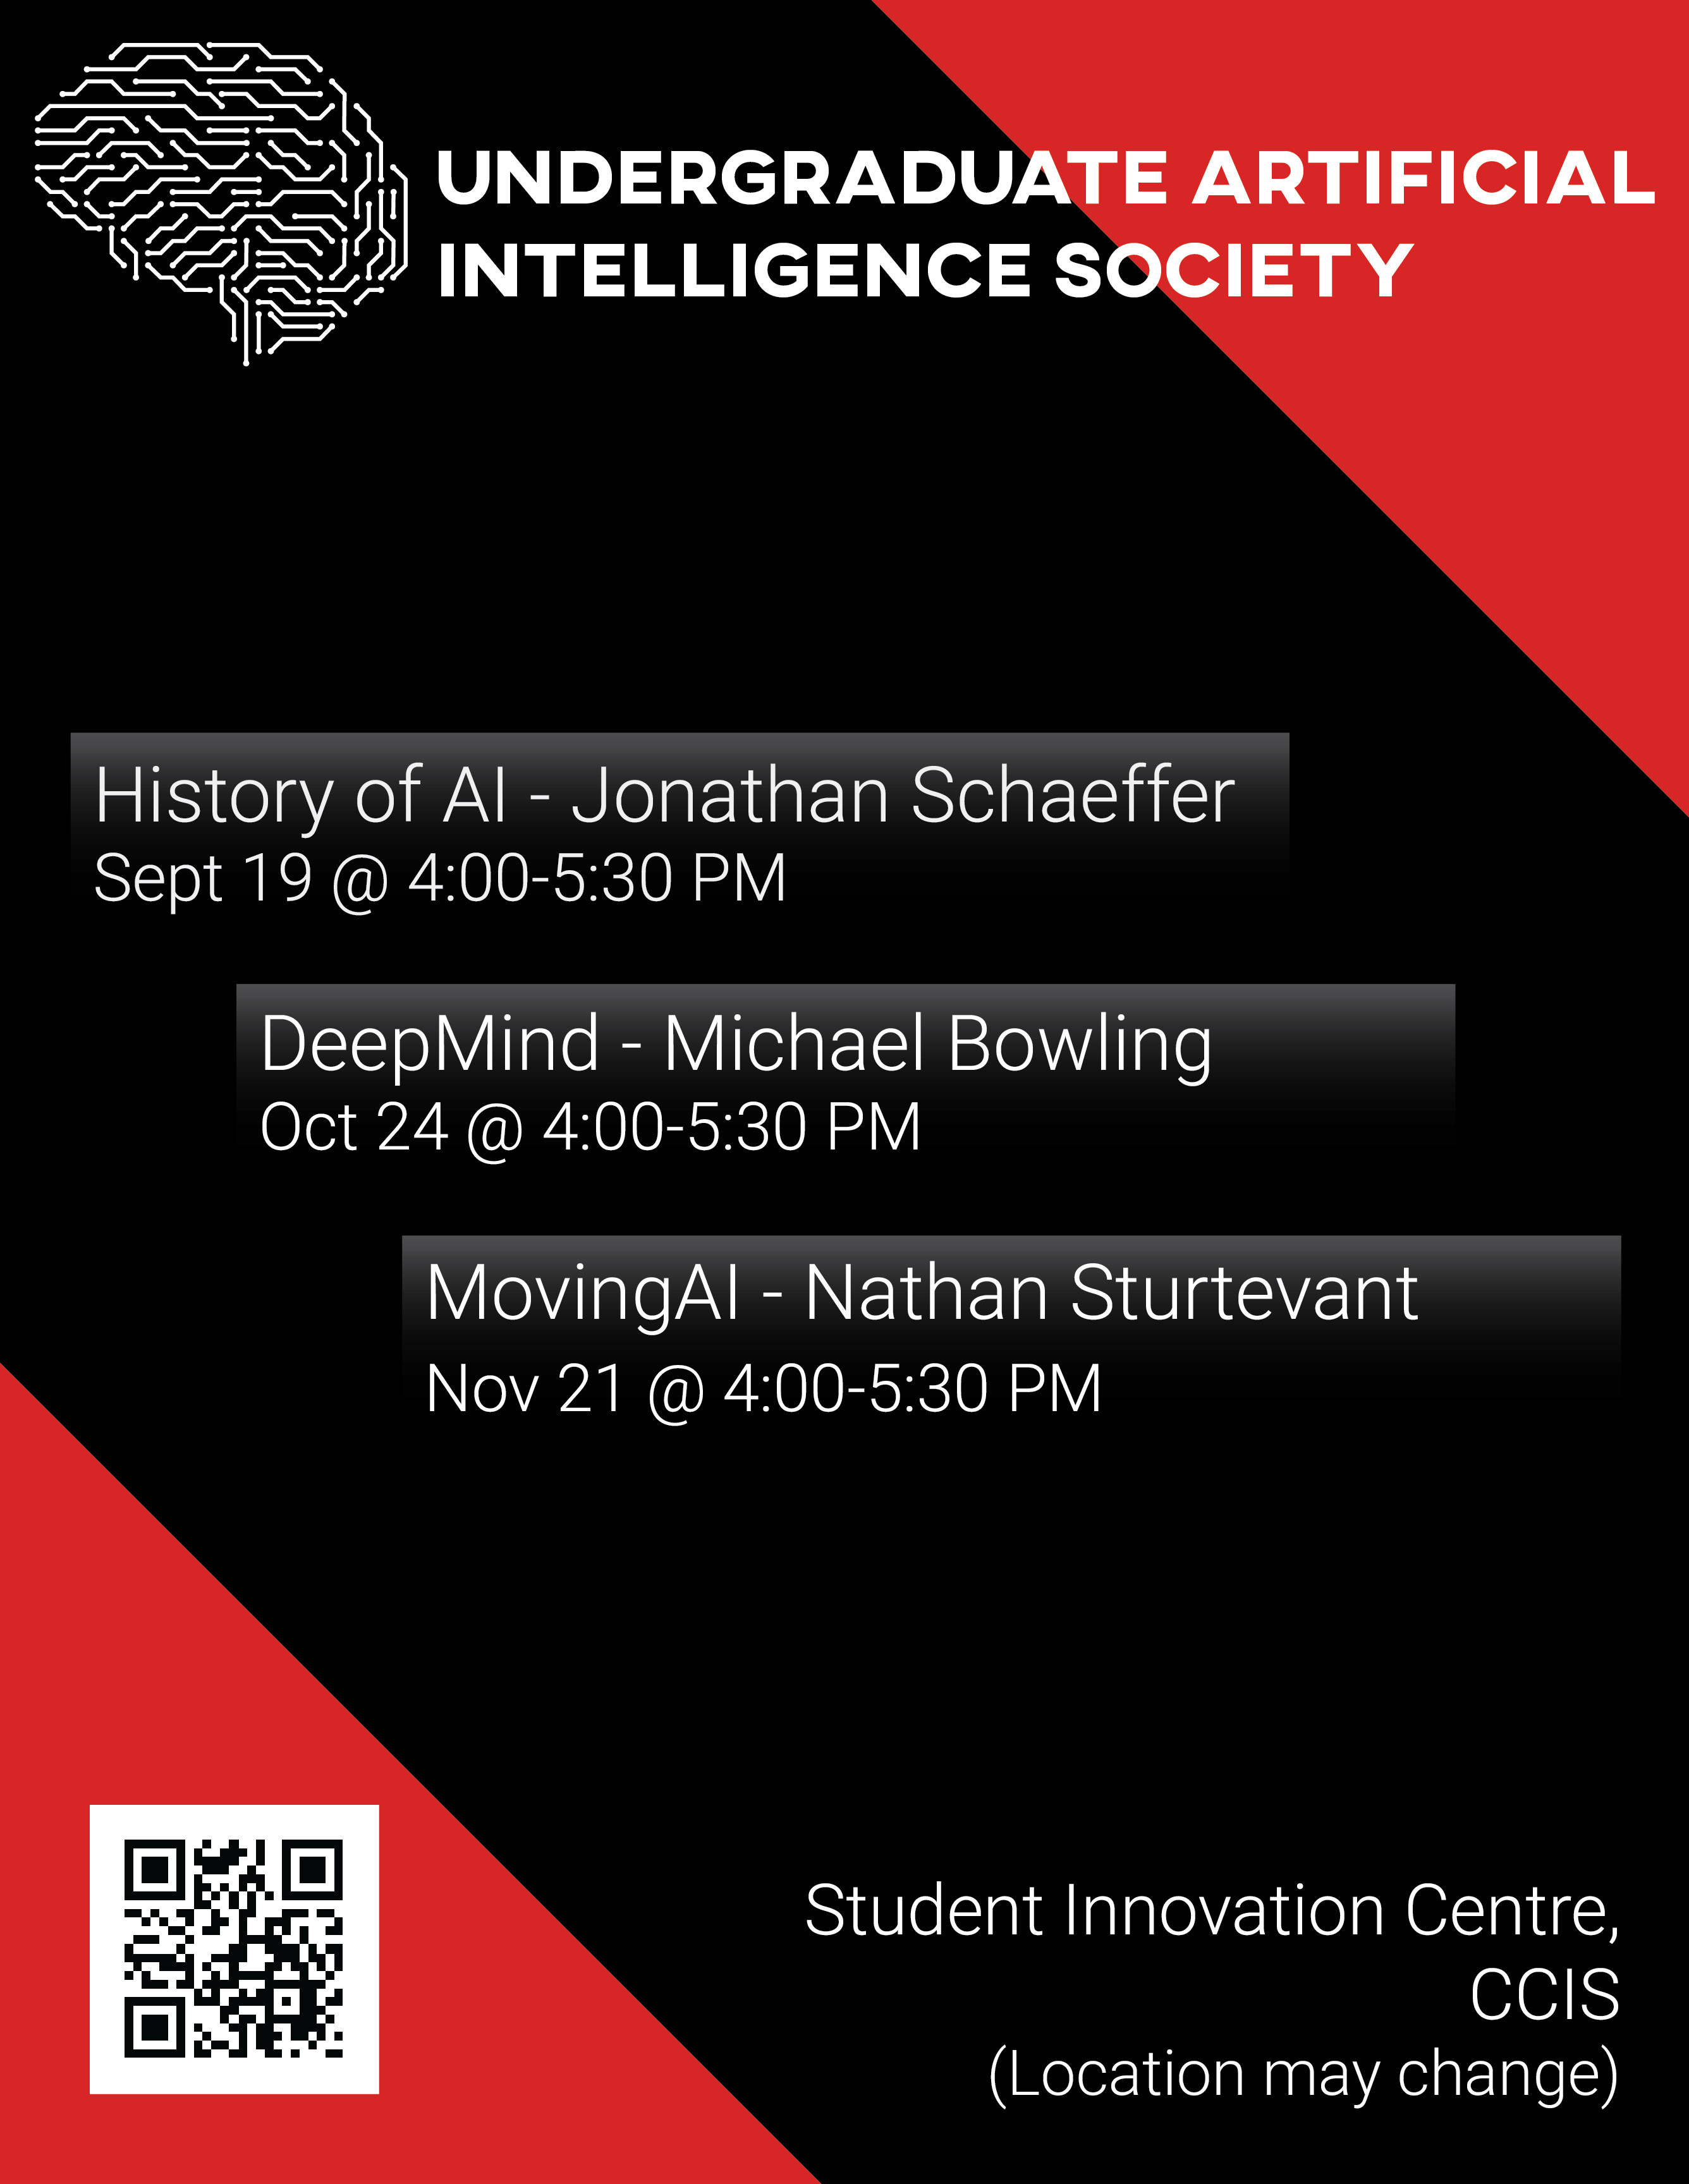 UNDERGRADUATE ARTIFICIAL
INTELLIGENCE SOCIETY
History of AI - Jonathan Schaeffer
Sept 19 @ 4:00-5:30 PM
DeepMind - Michael Bowling
Oct 24 @ 4:00-5:30 PM
MovingAI - Nathan Sturtevant
Nov 21 @ 4:00-5:30 PM
Student Innovation Centre,
CCIS
(Location may change)